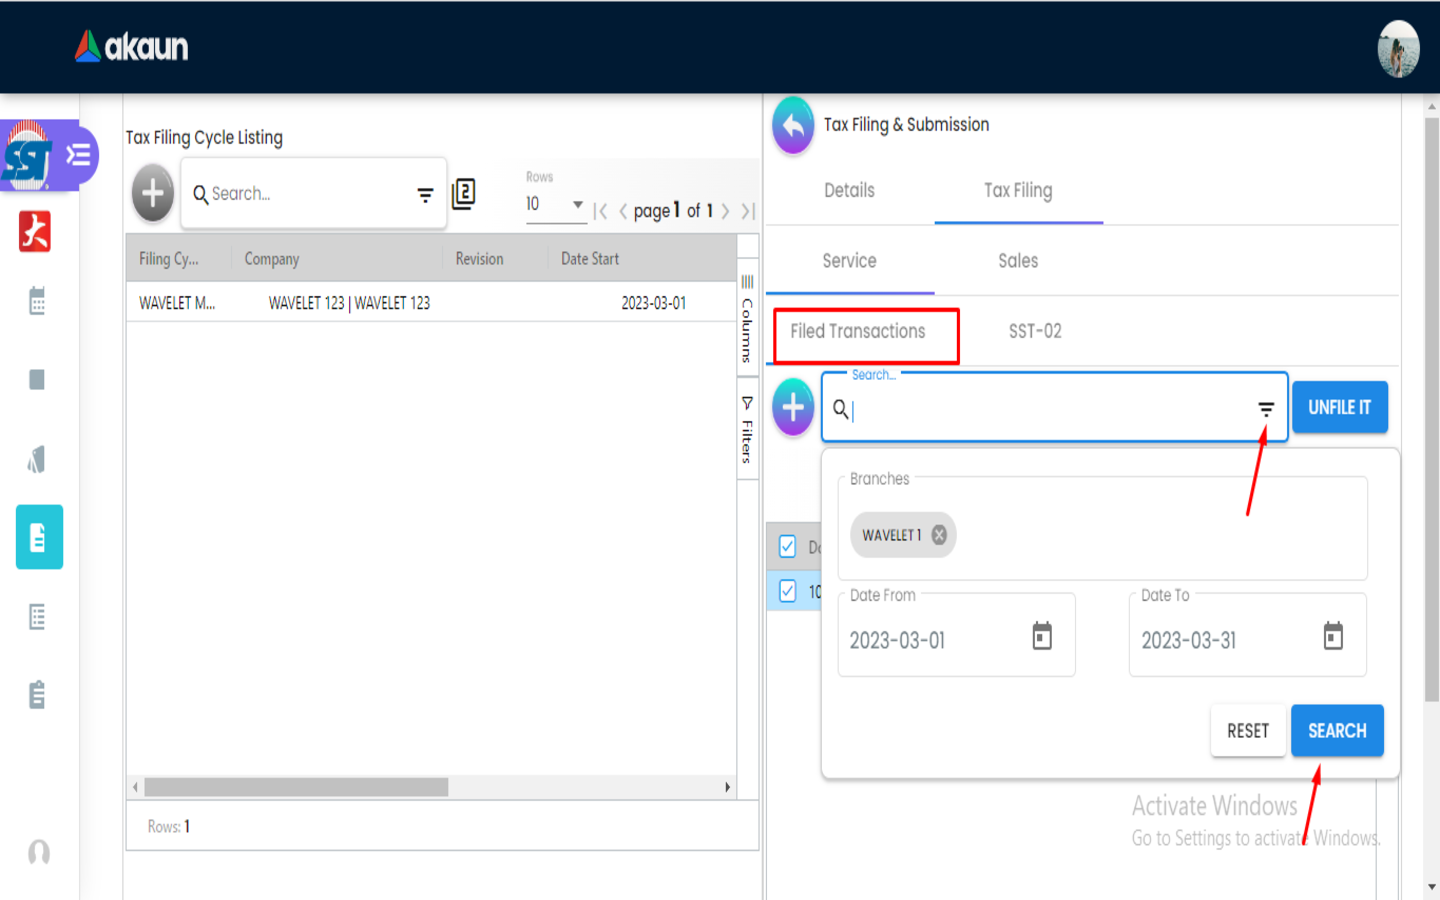 akaun
SST
Tax Filing Cycle Listing
Search...
2
Rows
10
page 1 of 1
Filing Cy...
Company
Revision
Date Start
WAVELET M...
WAVELET 123 | WAVELET 123
2023-03-01
Columns
Filters
Rows: 1
Tax Filing & Submission
Details
Tax Filing
Service
Sales
Filed Transactions
SST-02
Search...
UNFILE IT
Branches
WAVELET 1
10
Date From
2023-03-01
Date To
2023-03-31
RESET
SEARCH
Activate Windows
Go to Settings to activate Windows.